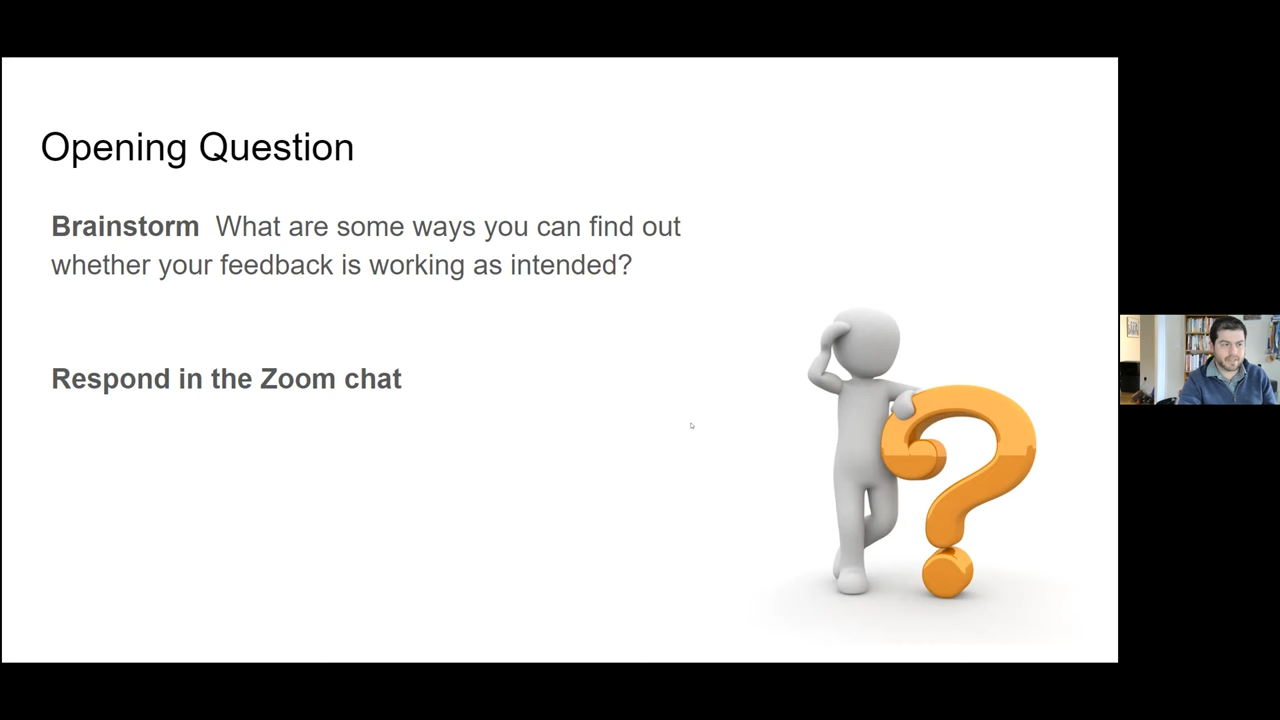 Opening Question
Brainstorm  What are some ways you can find out
whether your feedback is working as intended?
Respond in the Zoom chat